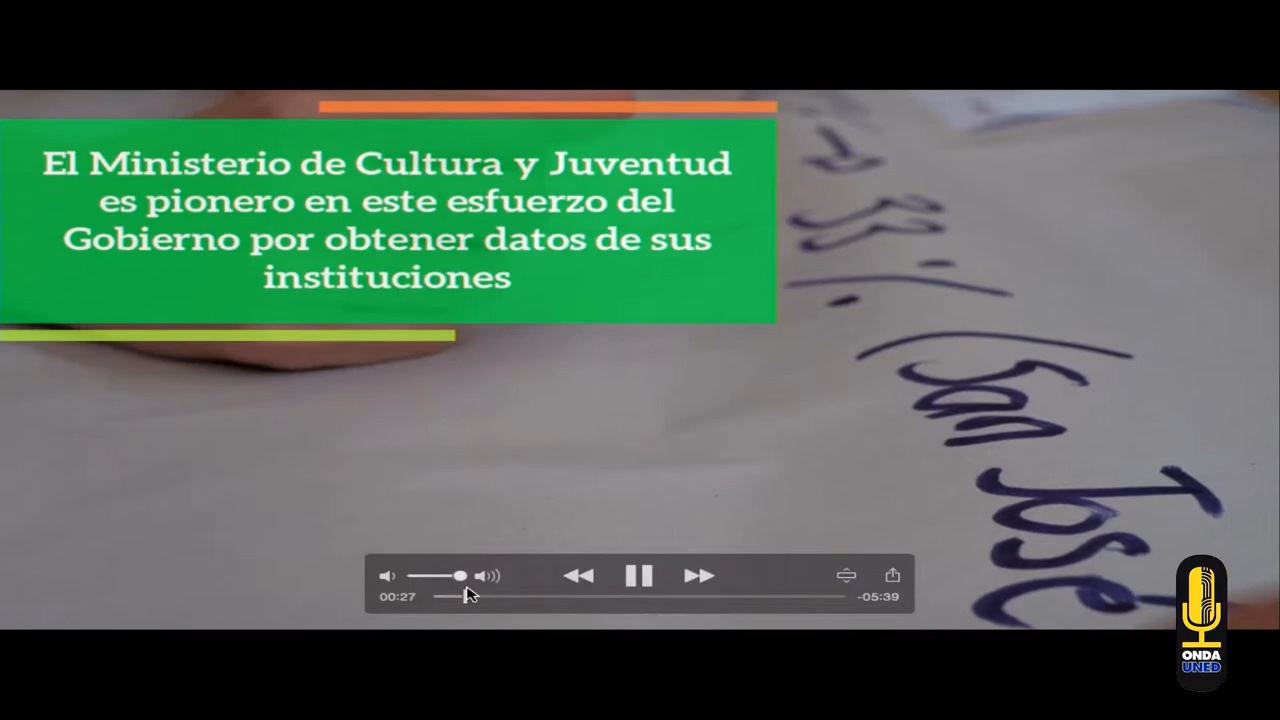 El Ministerio de Cultura y Juventud
es pionero en este esfuerzo del
Gobierno por obtener datos de sus
instituciones
33 %. (San José
00:27
-05:39
ONDA
UNED